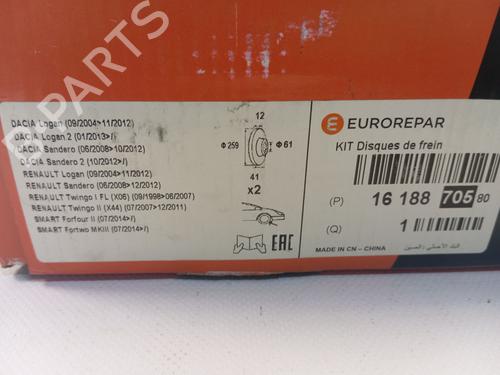 DACIA Logan (09/2004>11/2012)
DACIA Logan 2 (01/2013>/)
DACIA Sandero (06/2008>10/2012)
DACIA Sandero 2 (10/2012>/)
RENAULT Logan (09/2004>11/2012)
RENAULT Sandero (06/2008>12/2012)
RENAULT Twingo I FL (X06) (09/1998>06/2007)
RENAULT Twingo II (X44) (07/2007>12/2011)
SMART Forfour II (07/2014>/)
SMART Fortwo MKIII (07/2014>/)
12
Φ 259
Φ 61
41
x2
EAC
EUROREPAR
KIT Disques de frein
(P) 16 188 705 80
(Q) 1
MADE IN CN – CHINA
البلد الأصلي: الصين
B-PARTS